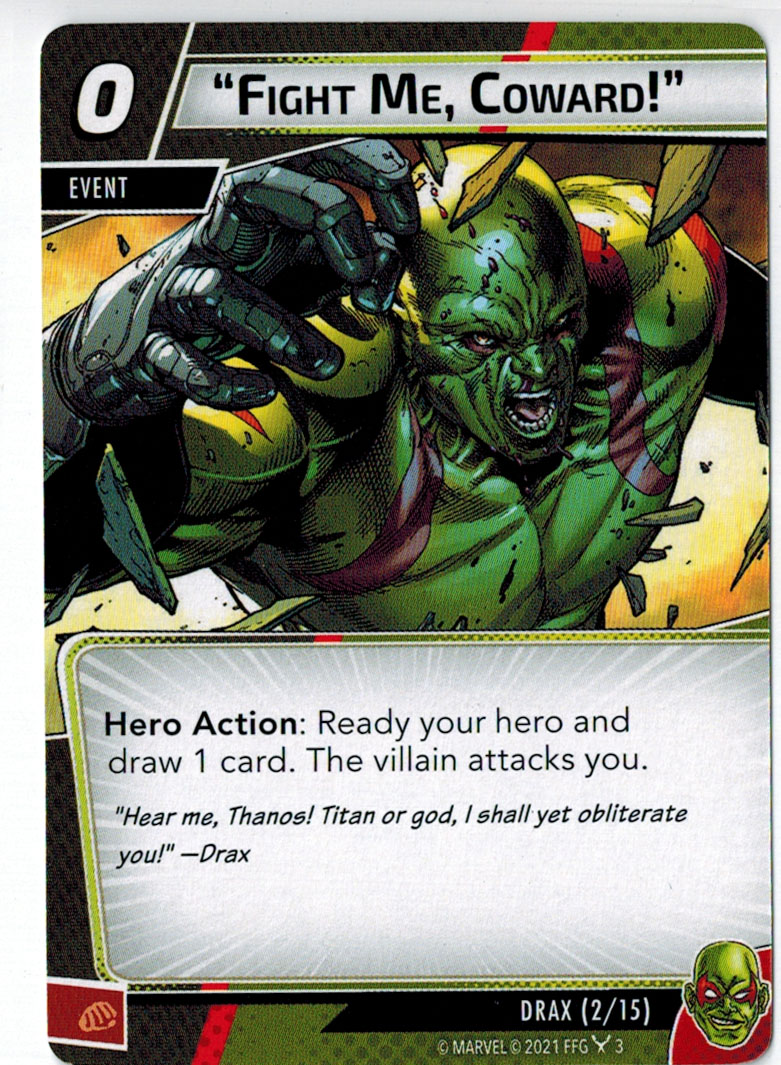 0
“FIGHT ME, COWARD!”
EVENT
Hero Action: Ready your hero and
draw 1 card. The villain attacks you.
"Hear me, Thanos! Titan or god, I shall yet obliterate
you!" —Drax
DRAX (2/15)
© MARVEL © 2021 FFG 3